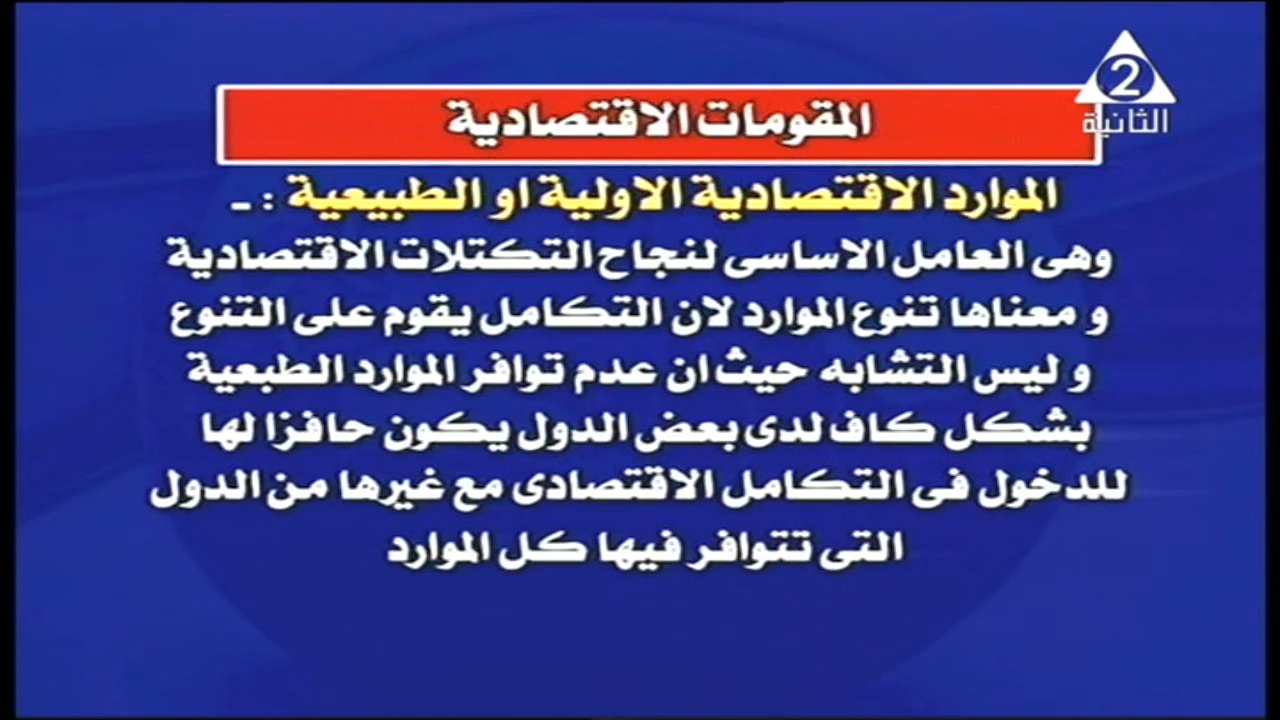 2
الثانية
المقومات الاقتصادية
الموارد الاقتصادية الاولية او الطبيعية : -
وهى العامل الاساسى لنجاح التكتلات الاقتصادية
و معناها تنوع الموارد لان التكامل يقوم على التنوع
و ليس التشابه حيث ان عدم توافر الموارد الطبعية
بشكل كاف لدى بعض الدول يكون حافزا لها
للدخول فى التكامل الاقتصادى مع غيرها من الدول
التى تتوافر فيها كل الموارد